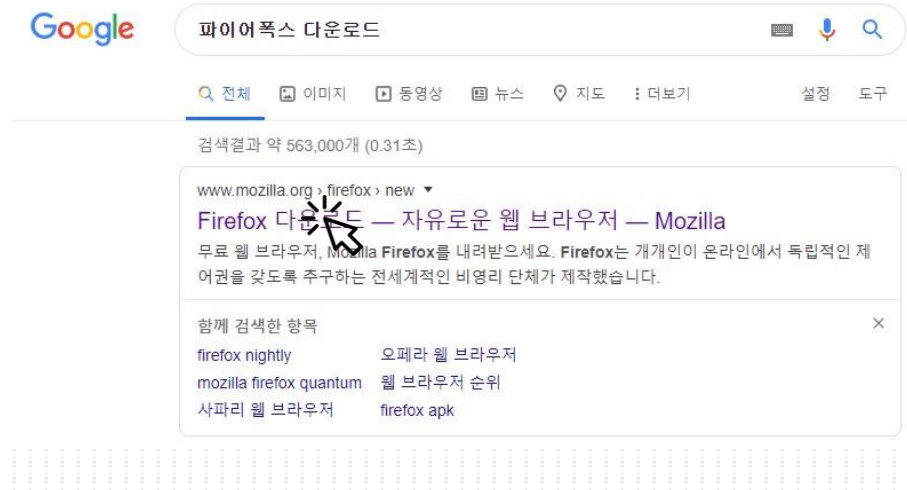 Google
파이어폭스 다운로드
전체 이미지 동영상 뉴스 지도 더보기 설정 도구
검색결과 약 563,000개 (0.31초)
www.mozilla.org › firefox › new
Firefox 다운로드 — 자유로운 웹 브라우저 — Mozilla
무료 웹 브라우저, Mozilla Firefox를 내려받으세요. Firefox는 개개인이 온라인에서 독립적인 제
어권을 갖도록 추구하는 전세계적인 비영리 단체가 제작했습니다.
함께 검색한 항목
firefox nightly 오페라 웹 브라우저
mozilla firefox quantum 웹 브라우저 순위
사파리 웹 브라우저 firefox apk